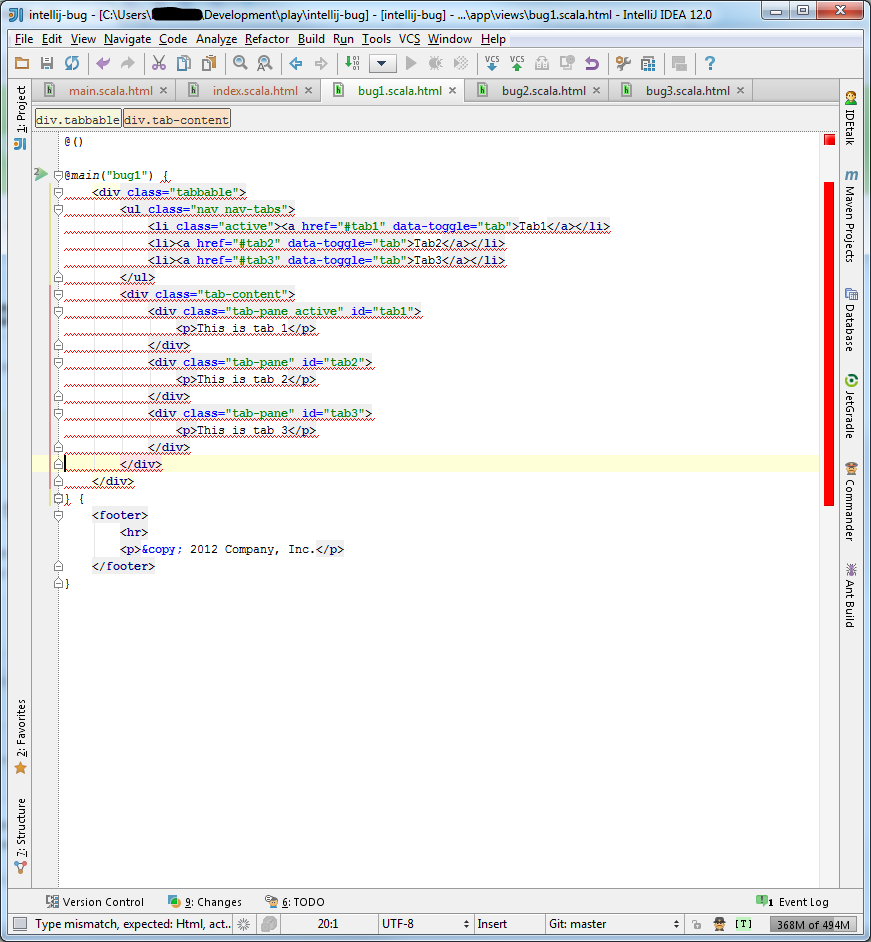 intellij-bug - [C:\Users\ \Development\play\intellij-bug] - [intellij-bug] - ...\app\views\bug1.scala.html - IntelliJ IDEA 12.0
File Edit View Navigate Code Analyze Refactor Build Run Tools VCS Window Help
VCS VCS
main.scala.html index.scala.html bug1.scala.html bug2.scala.html bug3.scala.html
div.tabbable div.tab-content
@()
@main("bug1") {
<div class="tabbable">
<ul class="nav nav-tabs">
<li class="active"><a href="#tab1" data-toggle="tab">Tab1</a></li>
<li><a href="#tab2" data-toggle="tab">Tab2</a></li>
<li><a href="#tab3" data-toggle="tab">Tab3</a></li>
</ul>
<div class="tab-content">
<div class="tab-pane active" id="tab1">
<p>This is tab 1</p>
</div>
<div class="tab-pane" id="tab2">
<p>This is tab 2</p>
</div>
<div class="tab-pane" id="tab3">
<p>This is tab 3</p>
</div>
</div>
</div>
} {
<footer>
<hr>
<p>&copy; 2012 Company, Inc.</p>
</footer>
}
1: Project
2: Favorites
7: Structure
IDEtalk
Maven Projects
Database
JetGradle
Commander
Ant Build
Version Control 9: Changes 6: TODO 1 Event Log
Type mismatch, expected: Html, act.. 20:1 UTF-8 Insert Git: master [T] 368M of 494M